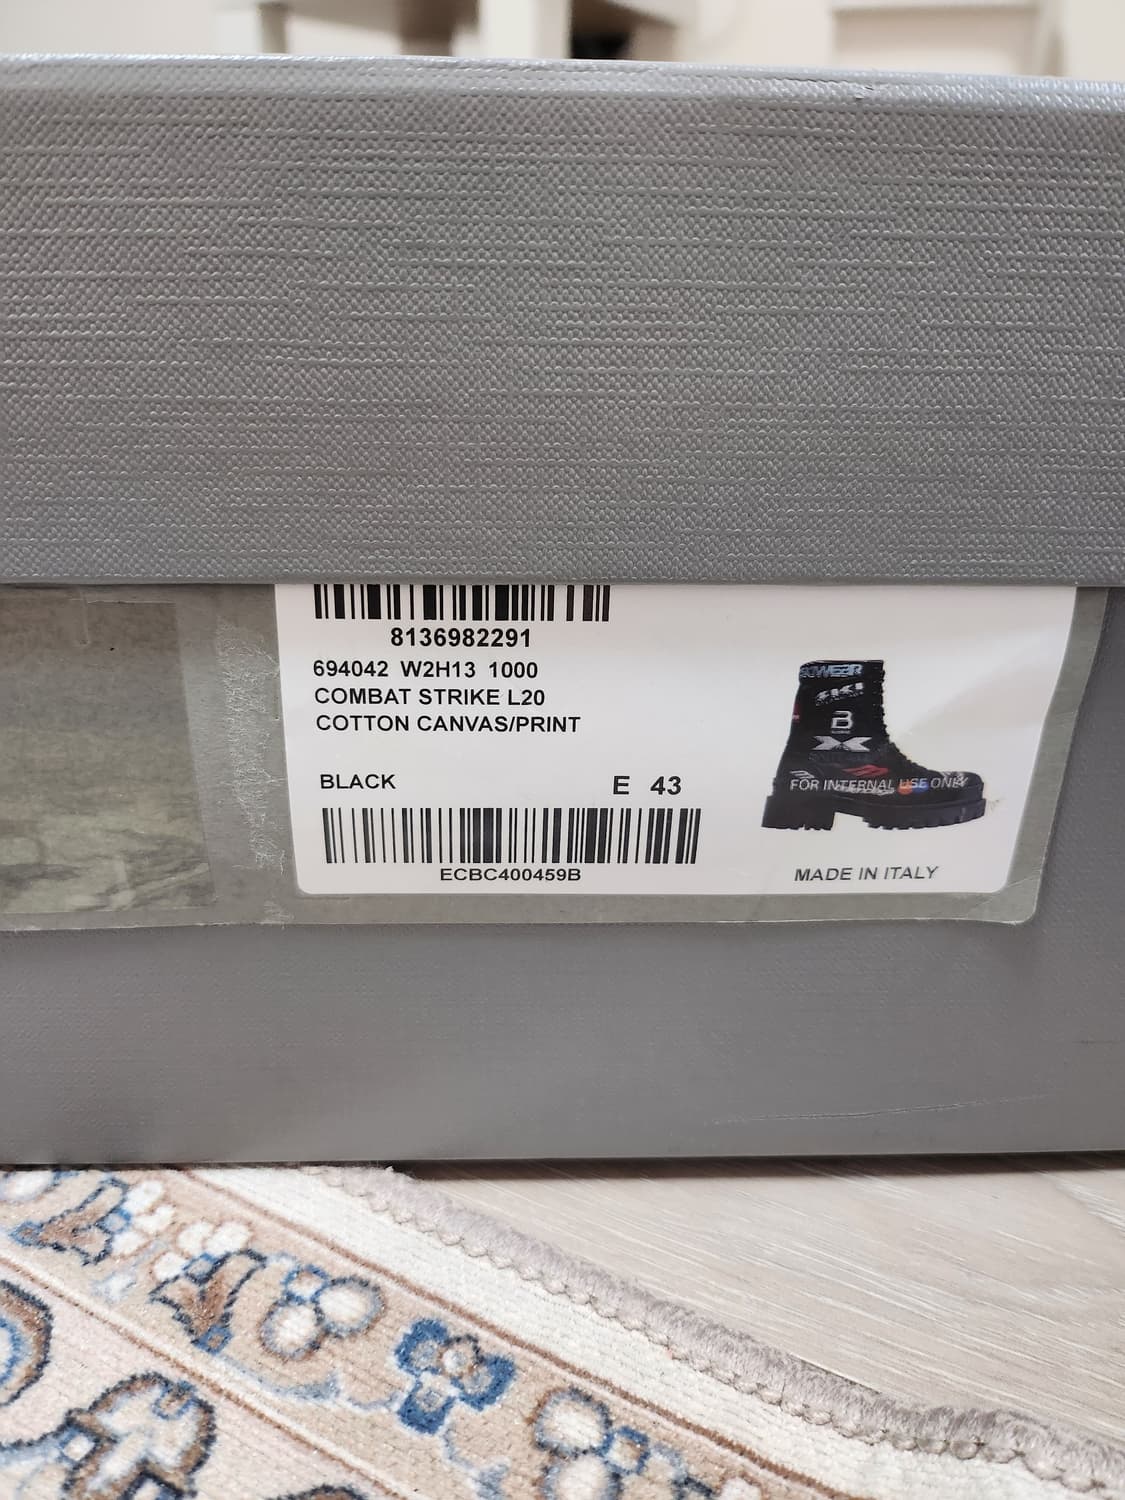 8136982291
694042 W2H13 1000
COMBAT STRIKE L20
COTTON CANVAS/PRINT
BLACK
E 43
ECBC400459B
B
FOR INTERNAL USE ONLY
MADE IN ITALY